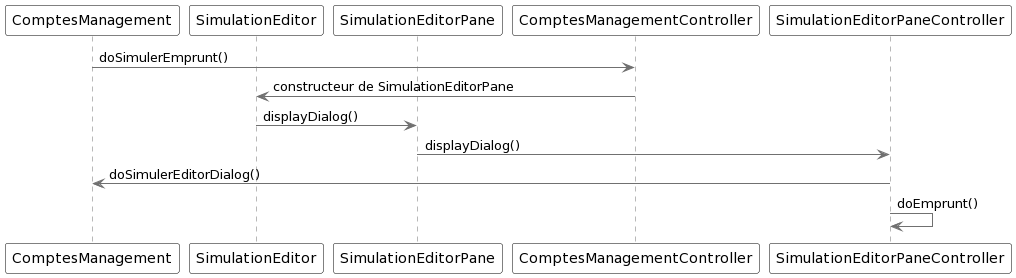 ComptesManagement
SimulationEditor
SimulationEditorPane
ComptesManagementController
SimulationEditorPaneController
doSimulerEmprunt()
constructeur de SimulationEditorPane
displayDialog()
displayDialog()
doSimulerEditorDialog()
doEmprunt()
ComptesManagement
SimulationEditor
SimulationEditorPane
ComptesManagementController
SimulationEditorPaneController